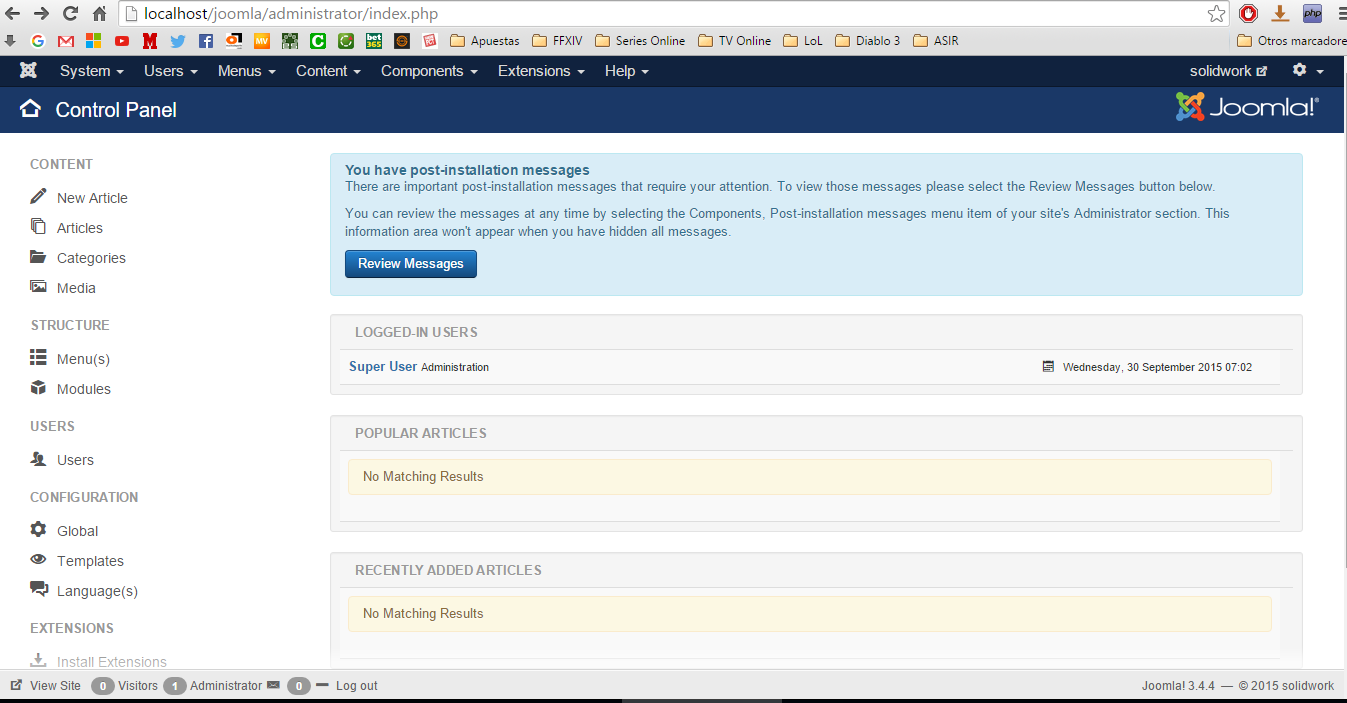 localhost/joomla/administrator/index.php
php
M MV C bet365 Apuestas FFXIV Series Online TV Online LoL Diablo 3 ASIR Otros marcadore
System Users Menus Content Components Extensions Help solidwork
Control Panel Joomla!®
CONTENT
New Article
Articles
Categories
Media
STRUCTURE
Menu(s)
Modules
USERS
Users
CONFIGURATION
Global
Templates
Language(s)
EXTENSIONS
Install Extensions
You have post-installation messages
There are important post-installation messages that require your attention. To view those messages please select the Review Messages button below.
You can review the messages at any time by selecting the Components, Post-installation messages menu item of your site's Administrator section. This
information area won't appear when you have hidden all messages.
Review Messages
LOGGED-IN USERS
Super User Administration Wednesday, 30 September 2015 07:02
POPULAR ARTICLES
No Matching Results
RECENTLY ADDED ARTICLES
No Matching Results
View Site 0 Visitors 1 Administrator 0 Log out Joomla! 3.4.4 — © 2015 solidwork